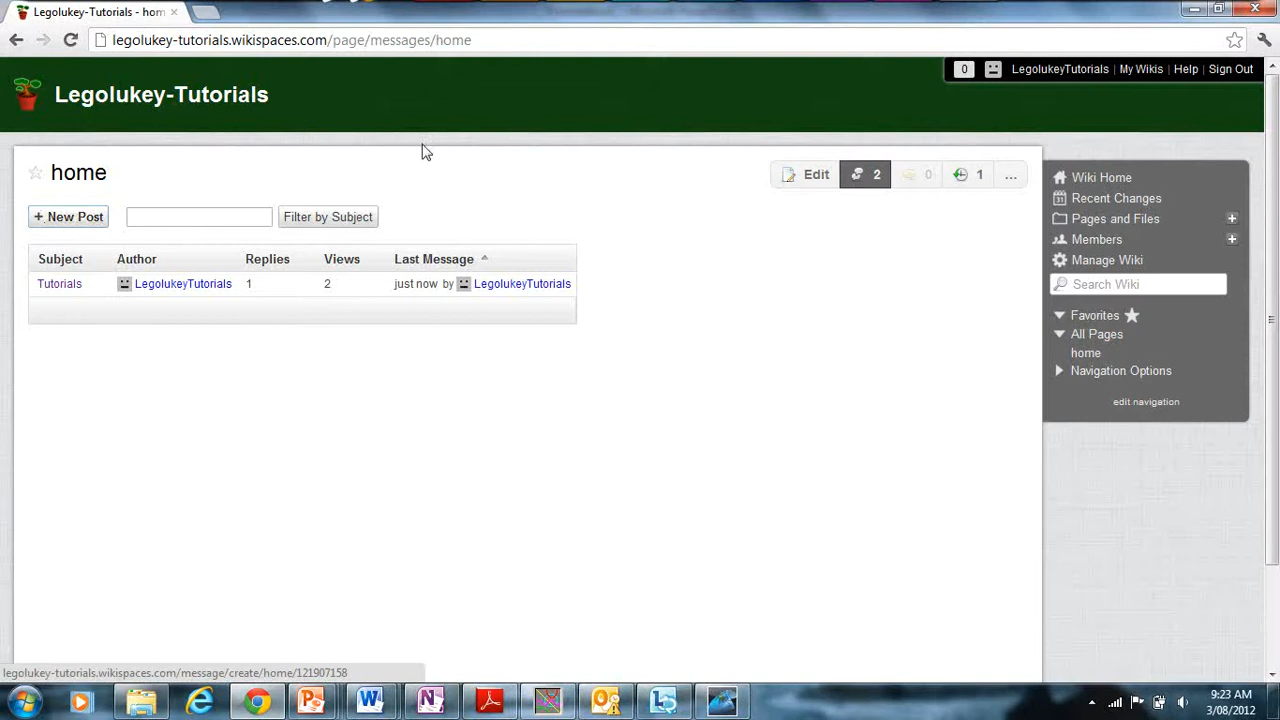 Legolukey-Tutorials - hom
legolukey-tutorials.wikispaces.com/page/messages/home
0 LegolukeyTutorials My Wikis Help Sign Out
Legolukey-Tutorials
home
Edit 2 0 1 ...
+ New Post Filter by Subject
Subject Author Replies Views Last Message
Tutorials LegolukeyTutorials 1 2 just now by LegolukeyTutorials
Wiki Home
31 Recent Changes
Pages and Files
Members
Manage Wiki
Search Wiki
Favorites
All Pages
home
Navigation Options
edit navigation
legolukey-tutorials.wikispaces.com/message/create/home/121907158
9:23 AM
3/08/2012